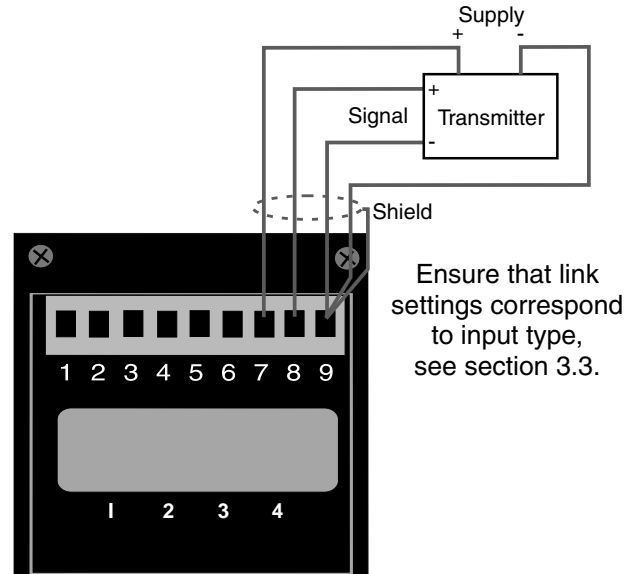 Supply
+ -
+
Signal Transmitter
-
Shield
Ensure that link
settings correspond
to input type,
see section 3.3.
1 2 3 4 5 6 7 8 9
I 2 3 4